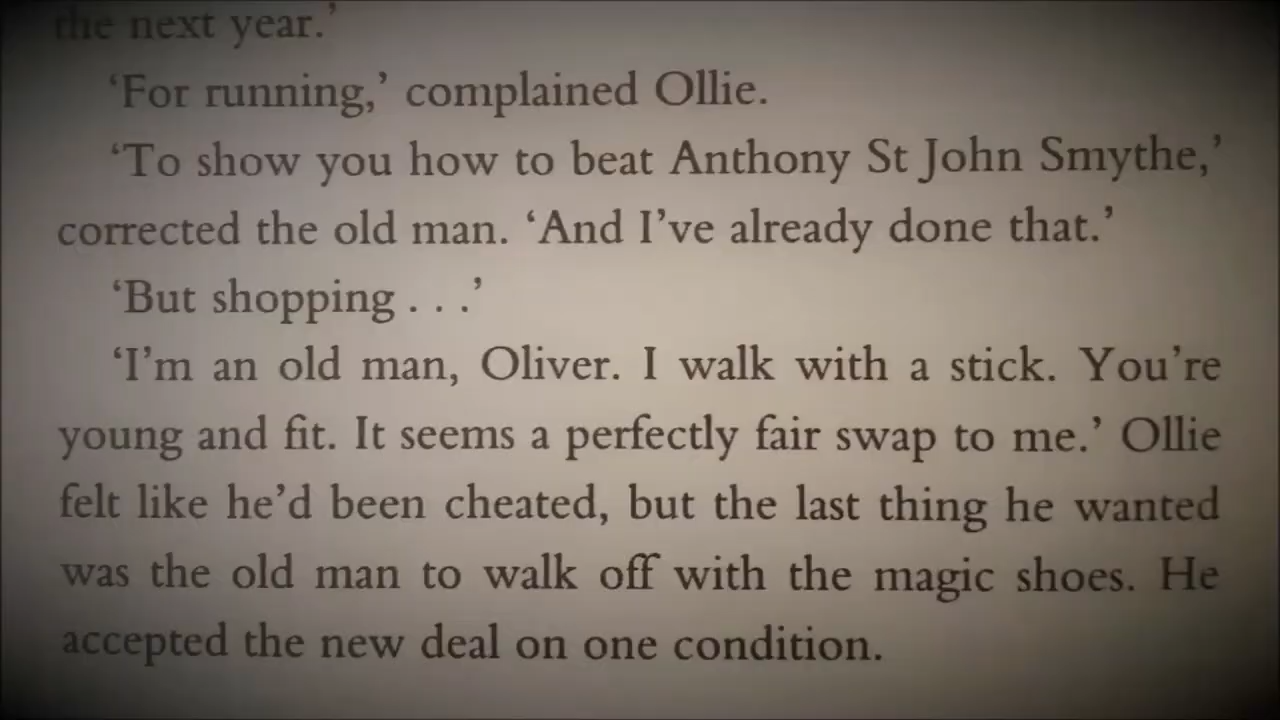 the next year.’
‘For running,’ complained Ollie.
‘To show you how to beat Anthony St John Smythe,’
corrected the old man. ‘And I’ve already done that.’
‘But shopping . . .’
‘I’m an old man, Oliver. I walk with a stick. You’re
young and fit. It seems a perfectly fair swap to me.’ Ollie
felt like he’d been cheated, but the last thing he wanted
was the old man to walk off with the magic shoes. He
accepted the new deal on one condition.